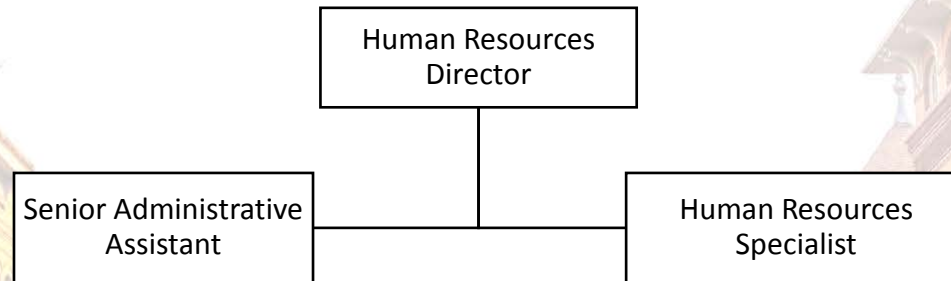 Human Resources
Director
Senior Administrative
Assistant
Human Resources
Specialist